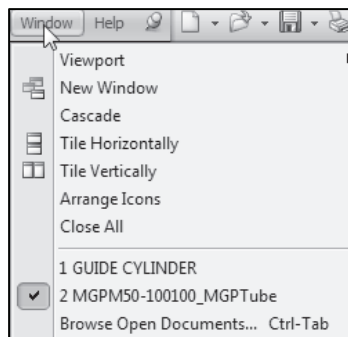 Window Help
Viewport
New Window
Cascade
Tile Horizontally
Tile Vertically
Arrange Icons
Close All
1 GUIDE CYLINDER
2 MGPM50-100100_MGPTube
Browse Open Documents... Ctrl-Tab